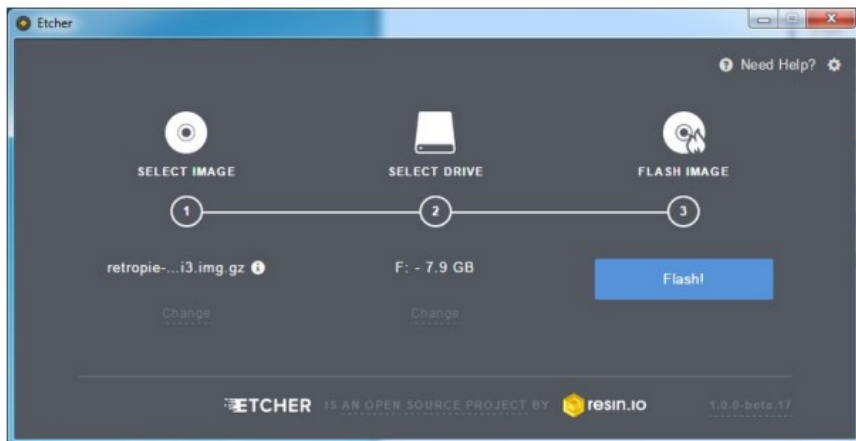 Etcher
Need Help?
SELECT IMAGE
SELECT DRIVE
FLASH IMAGE
1
2
3
retropie-...i3.img.gz
F: - 7.9 GB
Flash!
Change
Change
ETCHER IS AN OPEN SOURCE PROJECT BY resin.io 1.0.0-beta.17